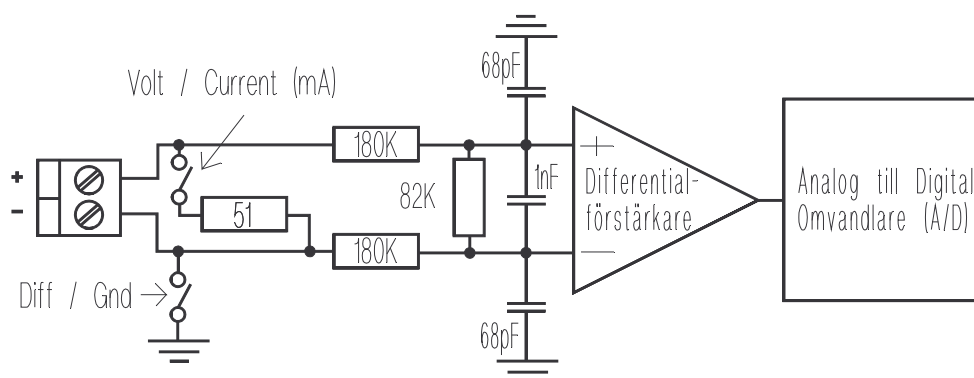 68pF
Volt / Current (mA)
180K
+
-
82K
1nF
+
Differential-
förstärkare
-
Analog till Digital
Omvandlare (A/D)
51
180K
Diff / Gnd
68pF